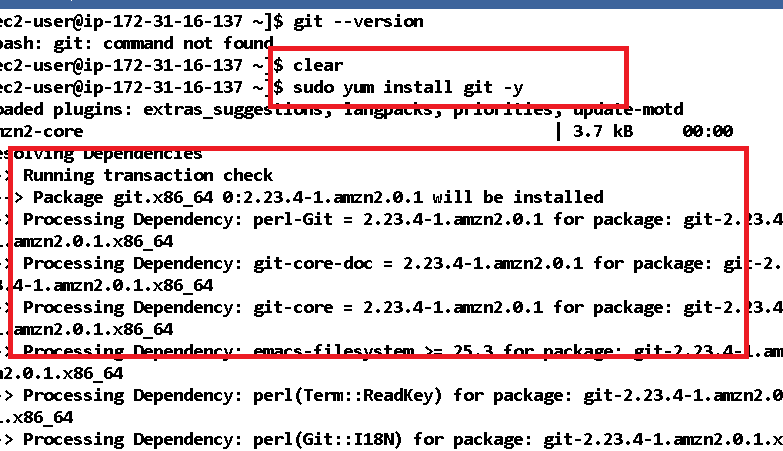 ec2-user@ip-172-31-16-137 ~]$ git --version
bash: git: command not found
ec2-user@ip-172-31-16-137 ~]$ clear
ec2-user@ip-172-31-16-137 ~]$ sudo yum install git -y
oaded plugins: extras_suggestions, langpacks, priorities, update-motd
mzn2-core | 3.7 kB 00:00
esolving Dependencies
-> Running transaction check
--> Package git.x86_64 0:2.23.4-1.amzn2.0.1 will be installed
-> Processing Dependency: perl-Git = 2.23.4-1.amzn2.0.1 for package: git-2.23.4
1.amzn2.0.1.x86_64
-> Processing Dependency: git-core-doc = 2.23.4-1.amzn2.0.1 for package: git-2.
3.4-1.amzn2.0.1.x86_64
-> Processing Dependency: git-core = 2.23.4-1.amzn2.0.1 for package: git-2.23.4
1.amzn2.0.1.x86_64
-> Processing Dependency: emacs-filesystem >= 25.3 for package: git-2.23.4-1.am
n2.0.1.x86_64
-> Processing Dependency: perl(Term::ReadKey) for package: git-2.23.4-1.amzn2.0
1.x86_64
-> Processing Dependency: perl(Git::I18N) for package: git-2.23.4-1.amzn2.0.1.x